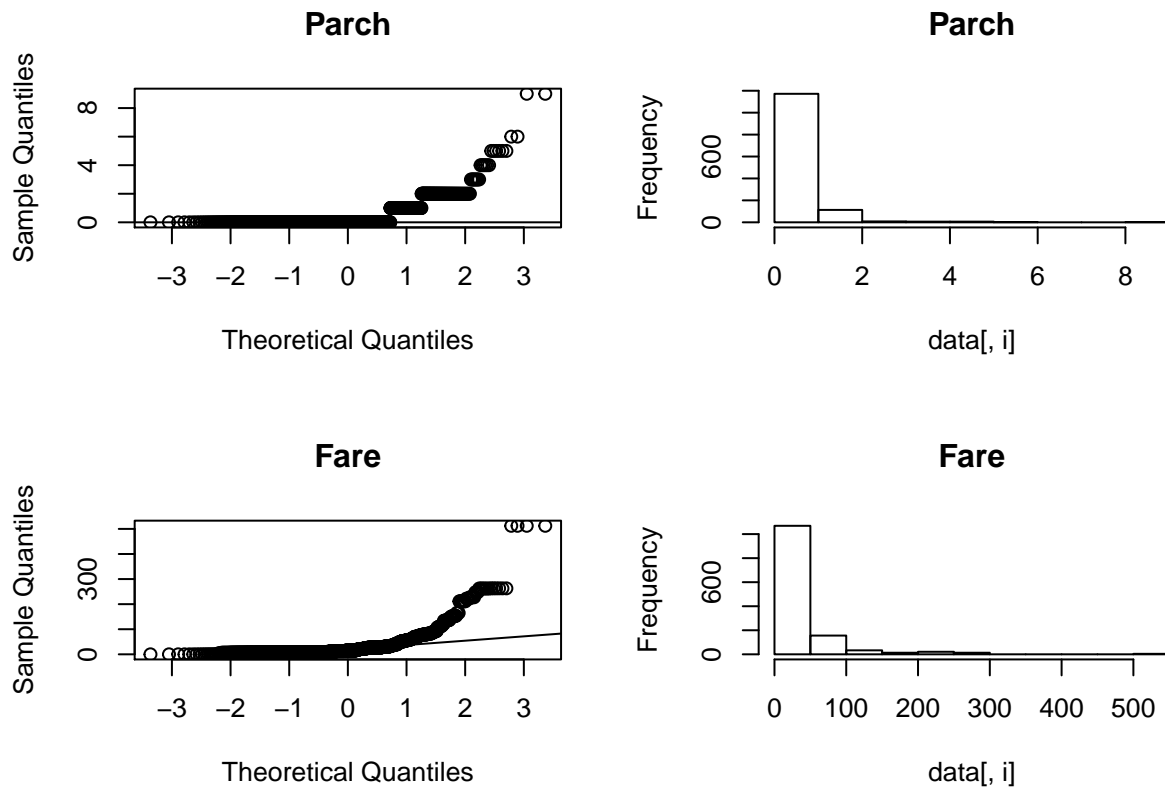 Parch
Sample Quantiles
0 4 8
−3 −2 −1 0 1 2 3
Theoretical Quantiles
Parch
Frequency
0 600
0 2 4 6 8
data[, i]
Fare
Sample Quantiles
0 300
−3 −2 −1 0 1 2 3
Theoretical Quantiles
Fare
Frequency
0 600
0 100 200 300 400 500
data[, i]